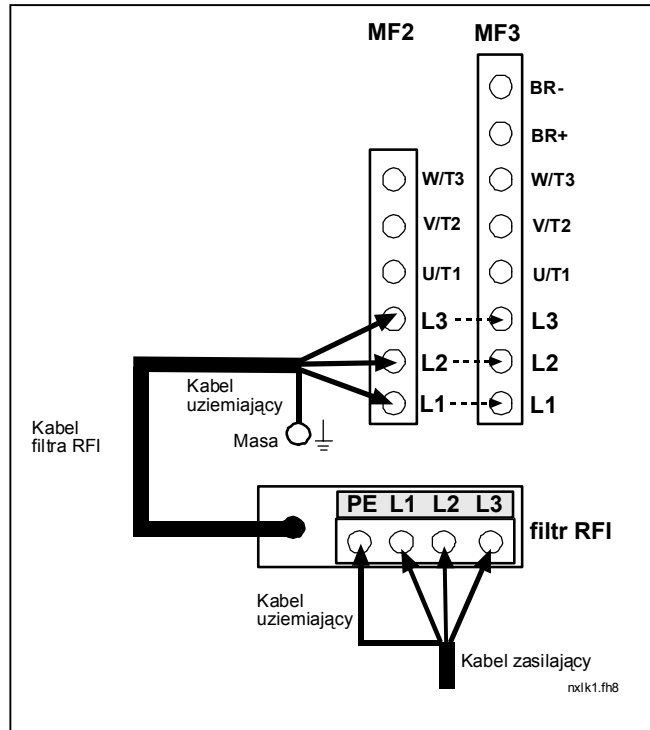 MF2 MF3
BR-
BR+
W/T3 W/T3
V/T2 V/T2
U/T1 U/T1
L3 L3
L2 L2
L1 L1
Kabel
uziemiający
Masa
Kabel
filtra RFI
PE L1 L2 L3
filtr RFI
Kabel
uziemiający
Kabel zasilający
nxlk1.fh8